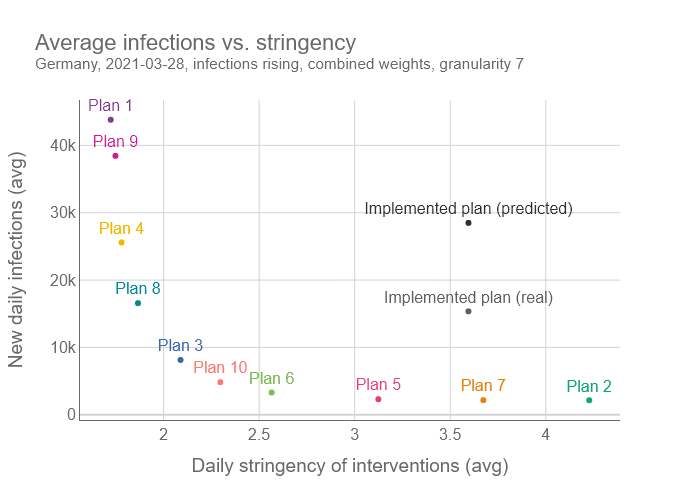 Average infections vs. stringency
Germany, 2021-03-28, infections rising, combined weights, granularity 7
New daily infections (avg)
Plan 1
Plan 9
40k
Implemented plan (predicted)
30k
Plan 4
20k
Plan 8
Implemented plan (real)
10k
Plan 3
Plan 10
Plan 6
Plan 5
Plan 7
Plan 2
0
2
2.5
3
3.5
4
Daily stringency of interventions (avg)